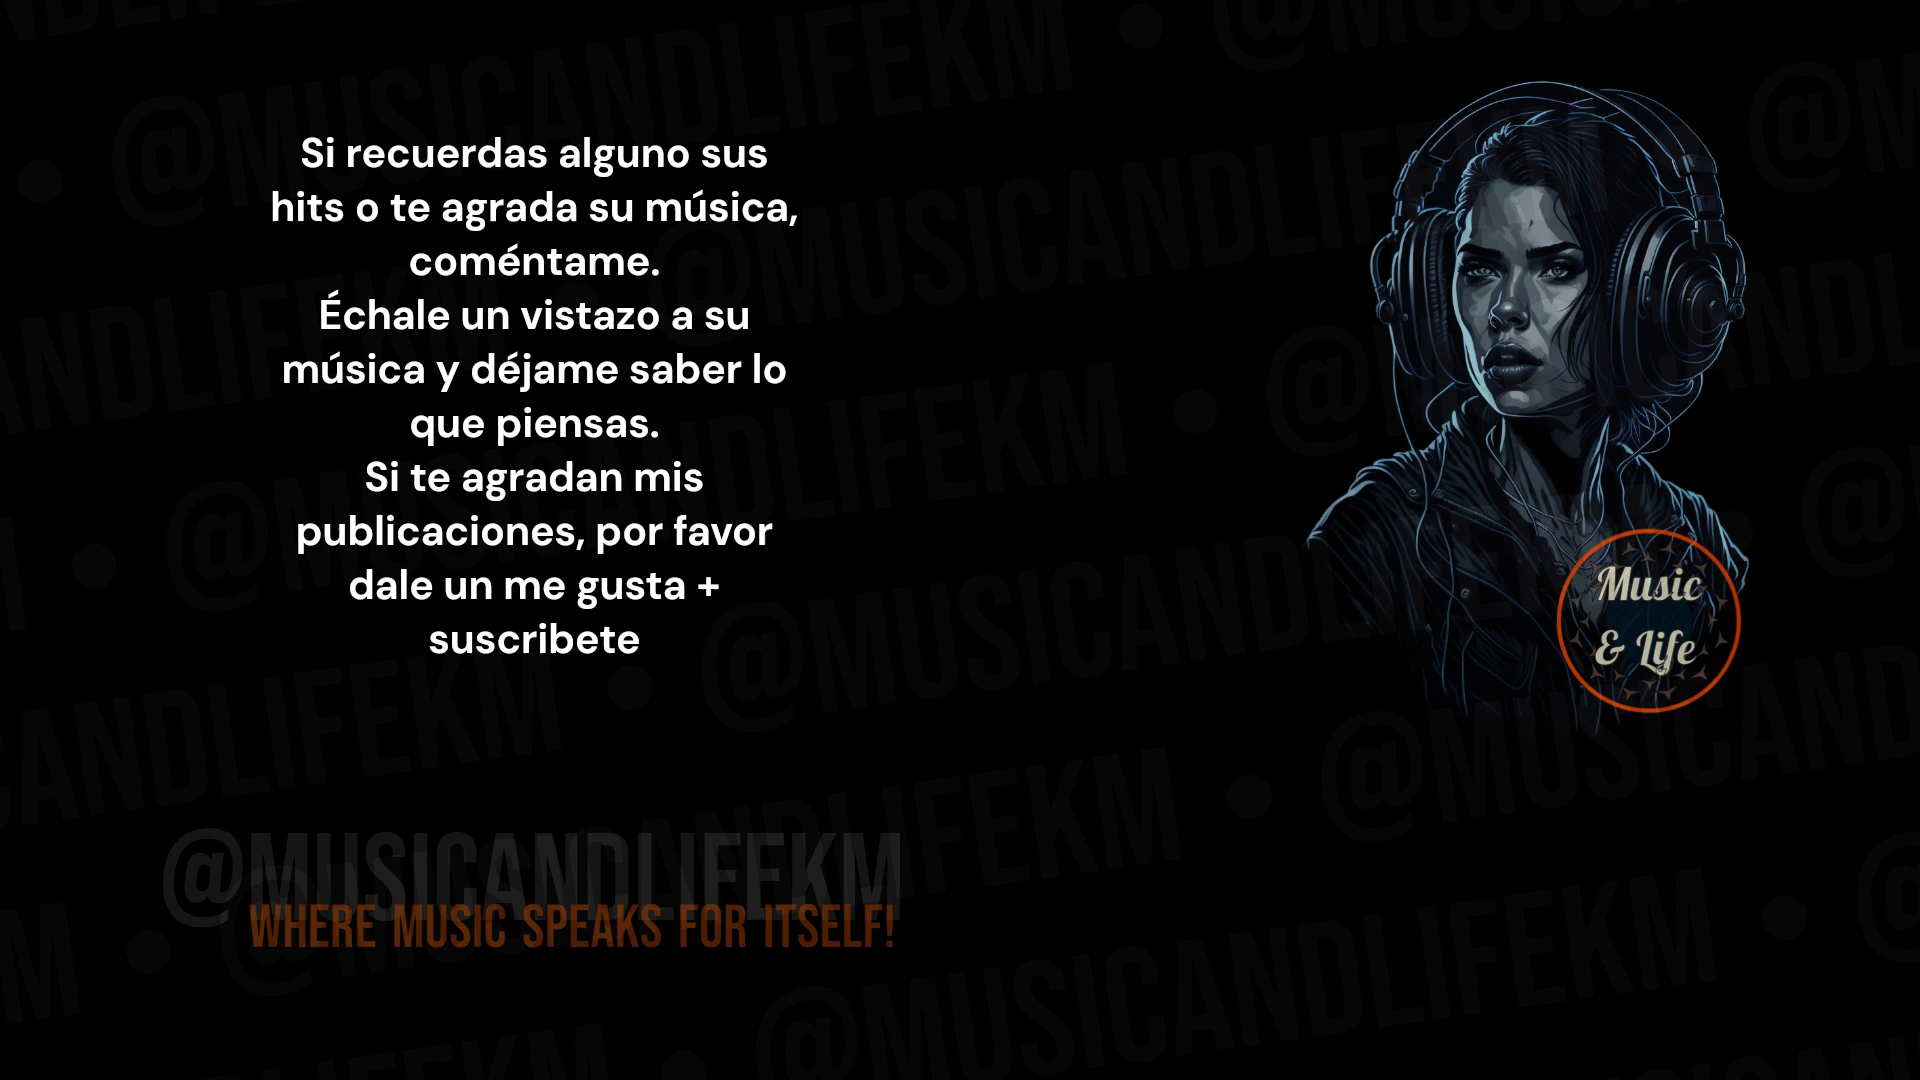 Si recuerdas alguno sus
hits o te agrada su música,
coméntame.
Échale un vistazo a su
música y déjame saber lo
que piensas.
Si te agradan mis
publicaciones, por favor
dale un me gusta +
suscribete
Music
& Life
@MUSICANDLIFEKM
WHERE MUSIC SPEAKS FOR ITSELF!